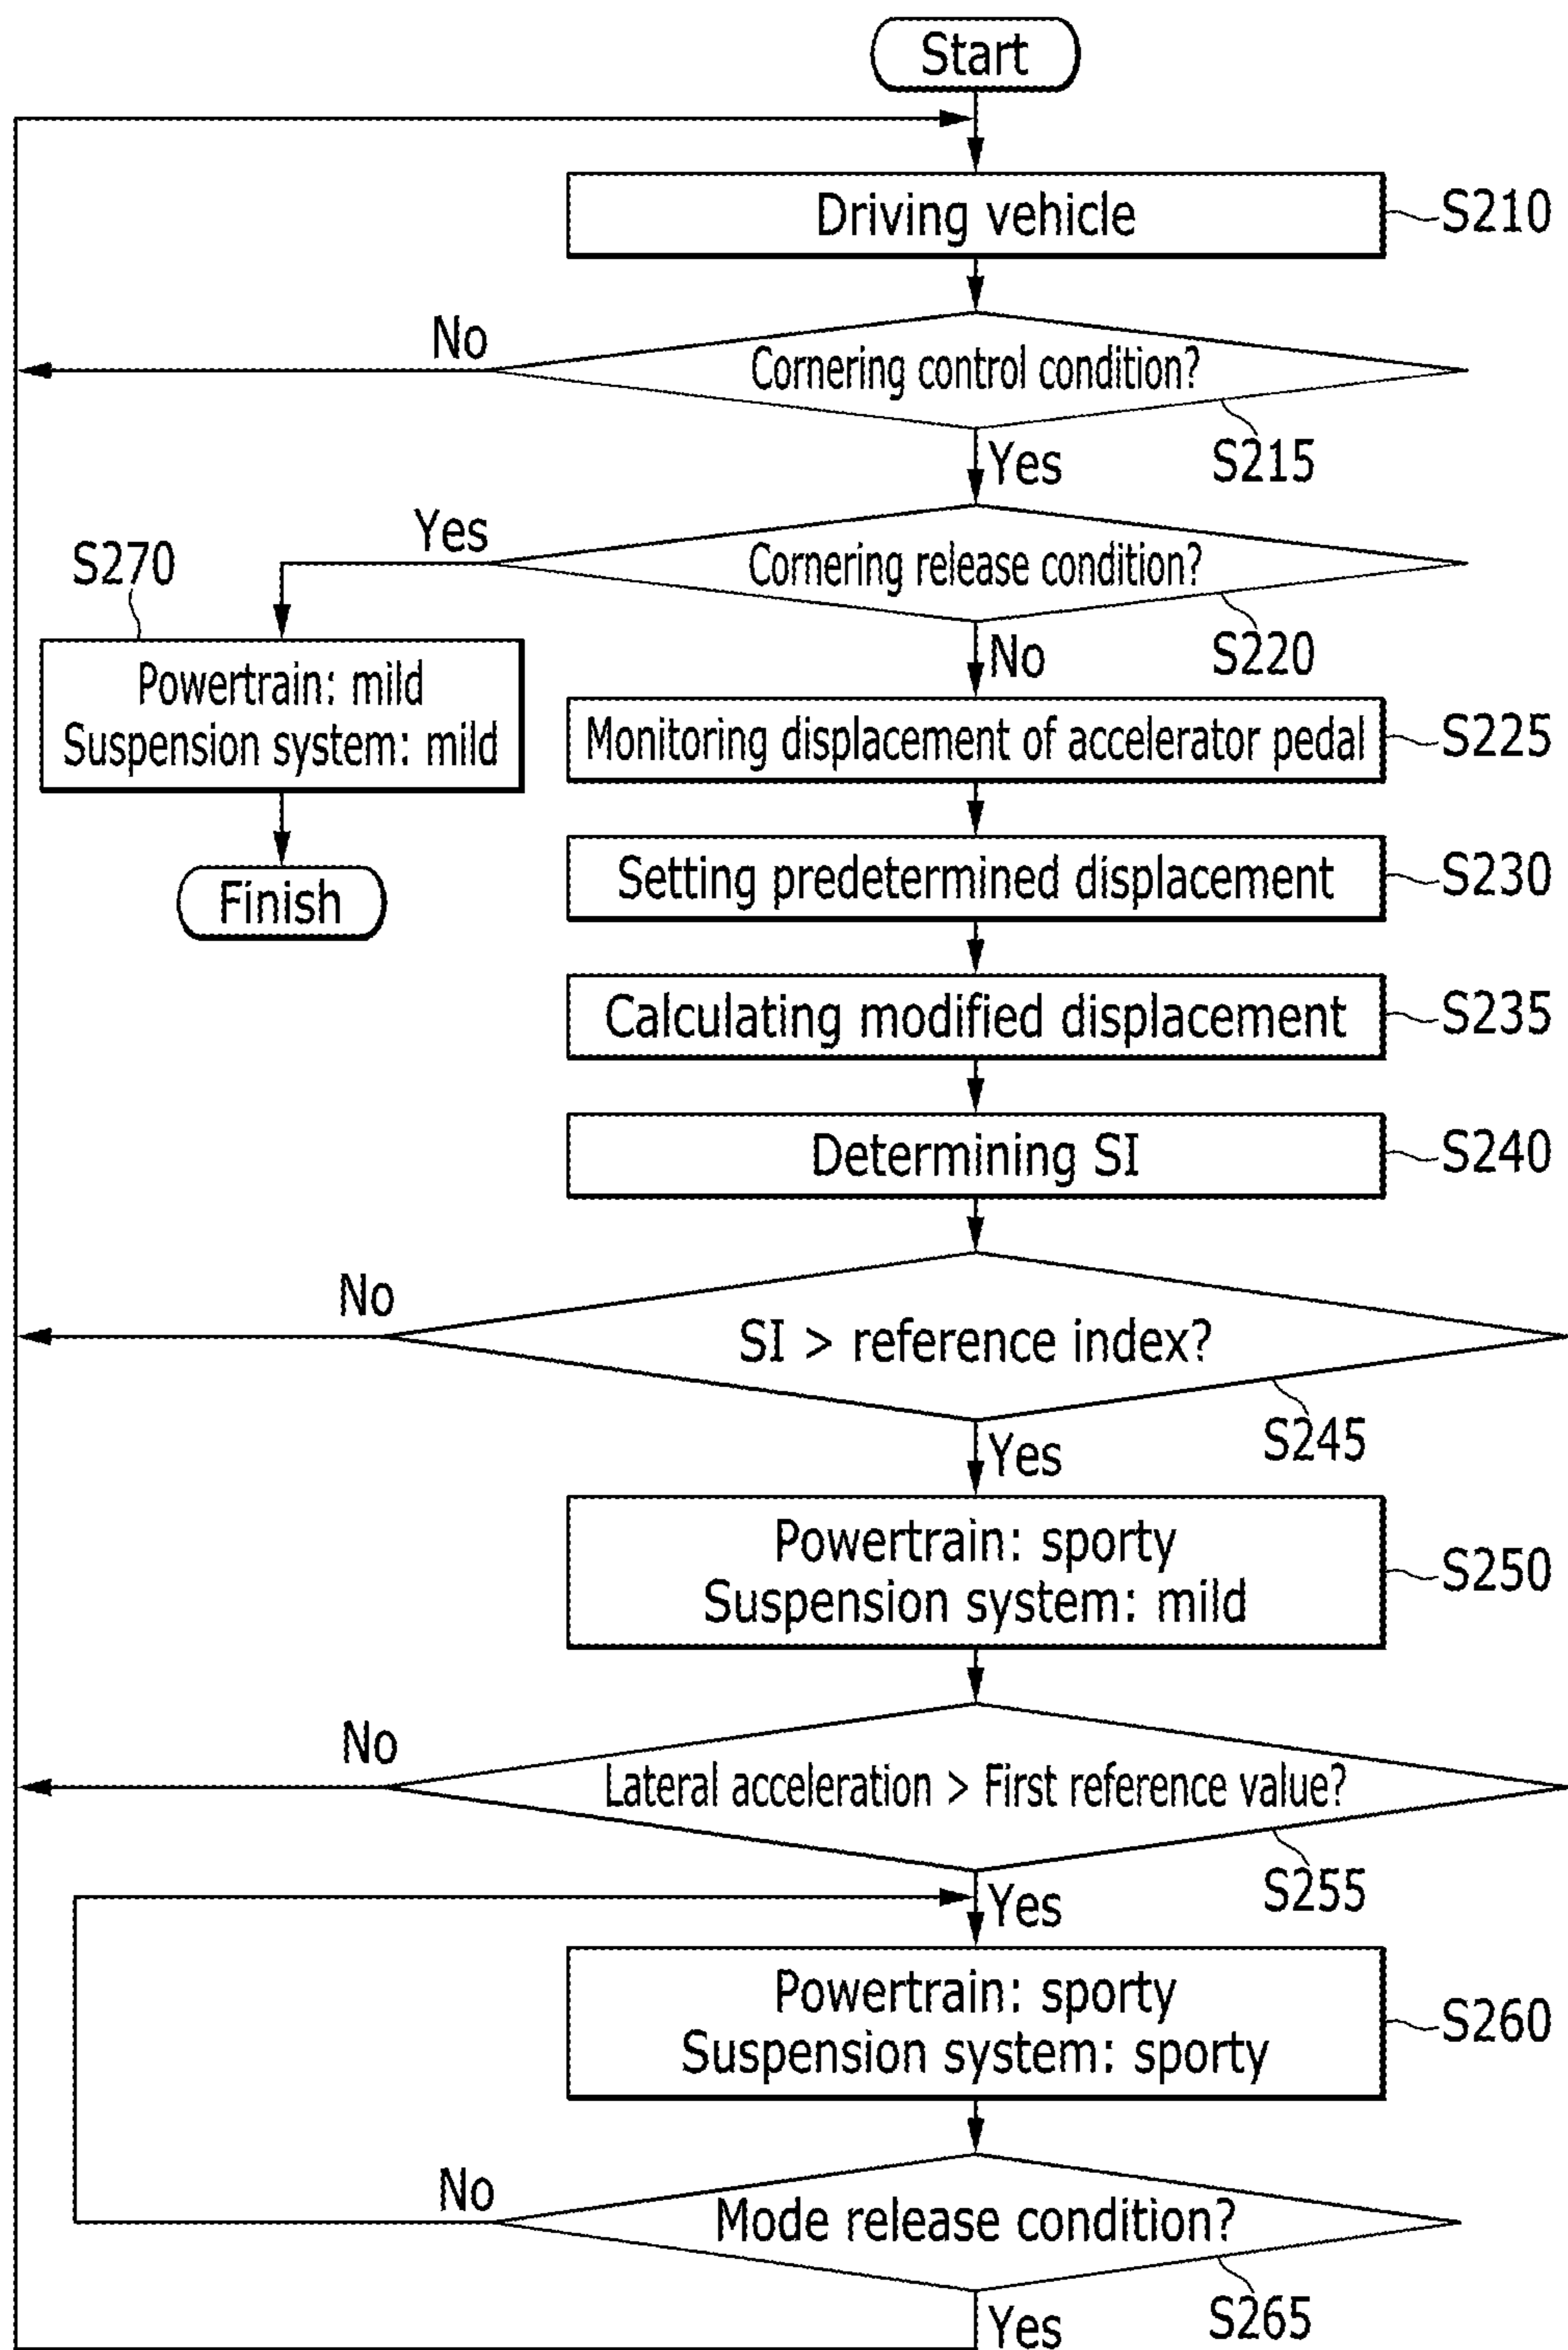 Start
Driving vehicle
S210
No
Cornering control condition?
S215
Yes
Yes
Cornering release condition?
S220
S270
No
Powertrain: mild
Suspension system: mild
Monitoring displacement of accelerator pedal
S225
Setting predetermined displacement
S230
Finish
Calculating modified displacement
S235
Determining SI
S240
No
SI > reference index?
S245
Yes
Powertrain: sporty
Suspension system: mild
S250
No
Lateral acceleration > First reference value?
S255
Yes
Powertrain: sporty
Suspension system: sporty
S260
No
Mode release condition?
S265
Yes